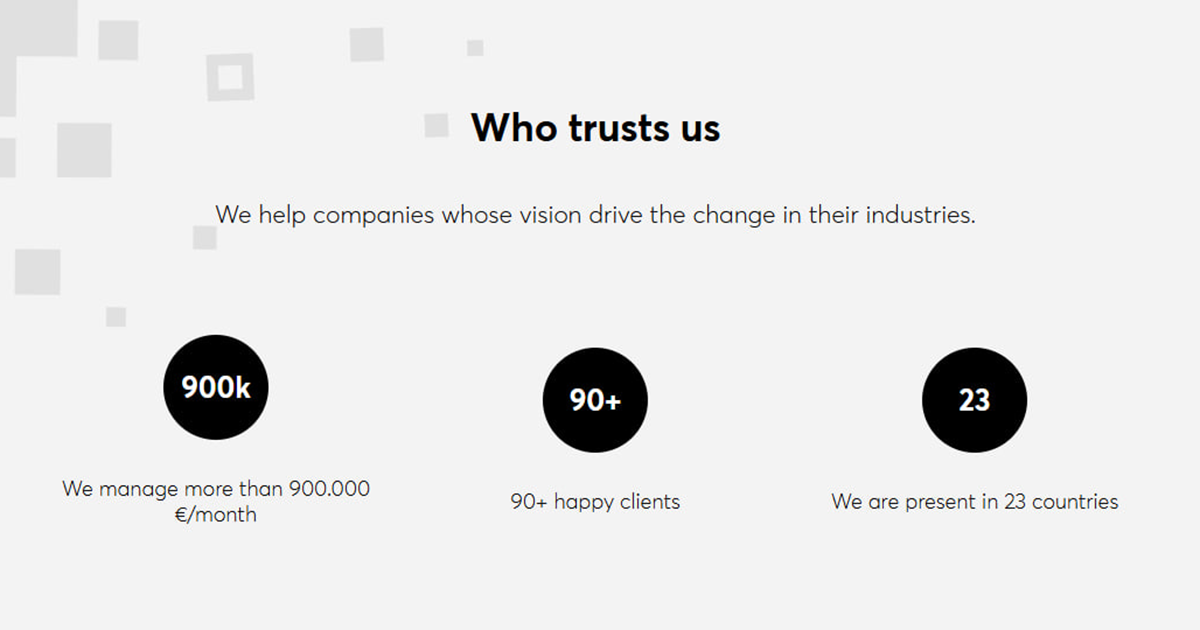 Who trusts us
We help companies whose vision drive the change in their industries.
900k
We manage more than 900.000
€/month
90+
90+ happy clients
23
We are present in 23 countries